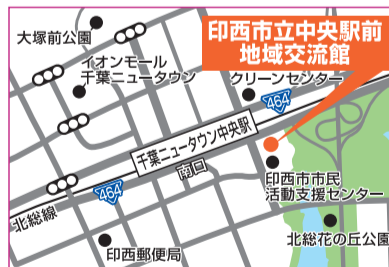 印西市立中央駅前
地域交流館
大塚前公園
イオンモール
千葉ニュータウン
クリーンセンター
464
千葉ニュータウン中央駅
南口
464
北総線
印西市市民
活動支援センター
印西郵便局
北総花の丘公園